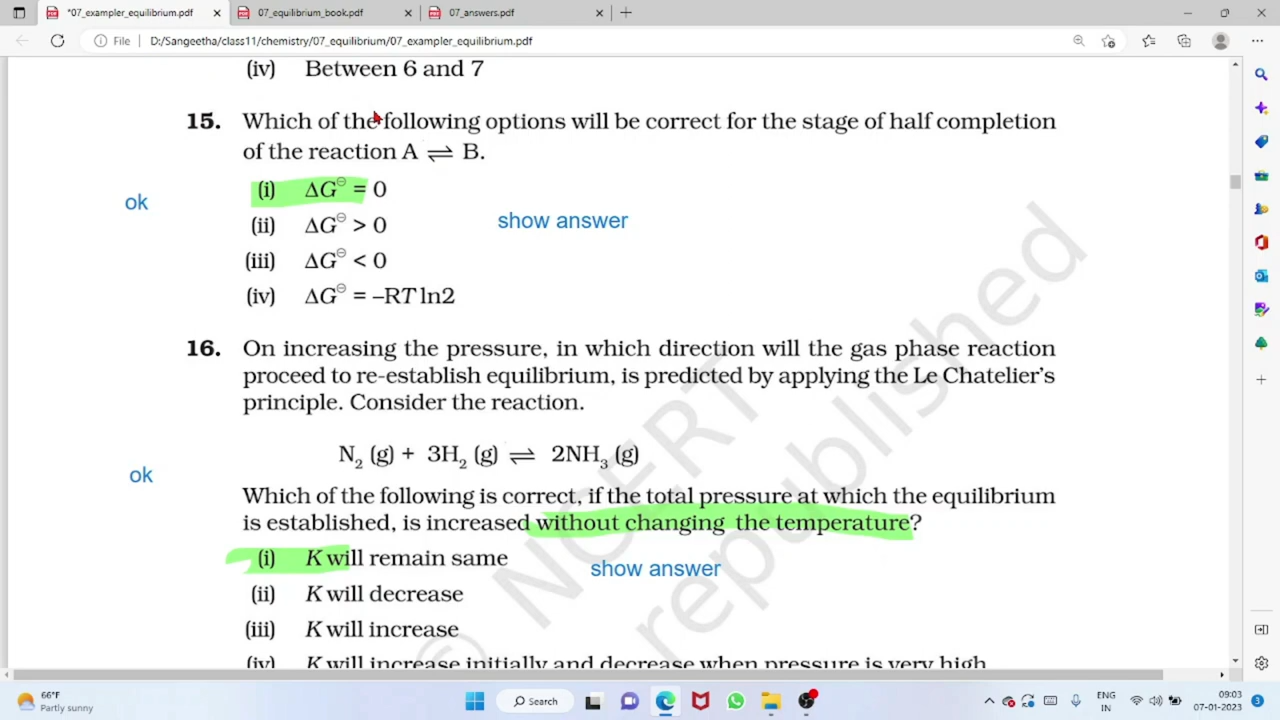 *07_exampler_equilibrium.pdf
07_equilibrium_book.pdf
07_answers.pdf
File
D:/Sangeetha/class11/chemistry/07_equilibrium/07_exampler_equilibrium.pdf
(iv) Between 6 and 7
15. Which of the following options will be correct for the stage of half completion
of the reaction A ⇌ B.
ok
(i) ΔG⊖ = 0
(ii) ΔG⊖ > 0
show answer
(iii) ΔG⊖ < 0
(iv) ΔG⊖ = –RT ln2
16. On increasing the pressure, in which direction will the gas phase reaction
proceed to re-establish equilibrium, is predicted by applying the Le Chatelier's
principle. Consider the reaction.
N₂ (g) + 3H₂ (g) ⇌ 2NH₃ (g)
ok
Which of the following is correct, if the total pressure at which the equilibrium
is established, is increased without changing the temperature?
(i) K will remain same
show answer
(ii) K will decrease
(iii) K will increase
(iv) K will increase initially and decrease when pressure is very high
© NCERT
republished
66°F
Partly sunny
Search
ENG
IN
09:03
07-01-2023
3